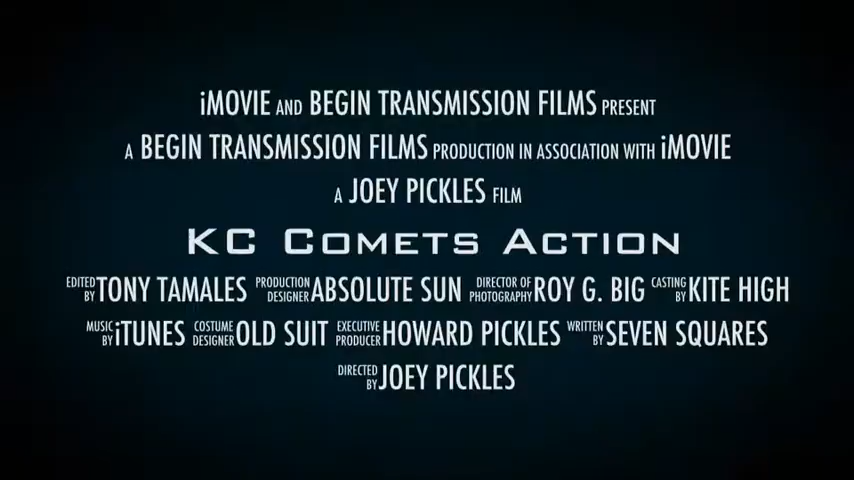 iMOVIE AND BEGIN TRANSMISSION FILMS PRESENT
A BEGIN TRANSMISSION FILMS PRODUCTION IN ASSOCIATION WITH iMOVIE
A JOEY PICKLES FILM
KC COMETS ACTION
EDITED BY TONY TAMALES PRODUCTION DESIGNER ABSOLUTE SUN DIRECTOR OF PHOTOGRAPHY ROY G. BIG CASTING BY KITE HIGH
MUSIC BY iTUNES COSTUME DESIGNER OLD SUIT EXECUTIVE PRODUCER HOWARD PICKLES WRITTEN BY SEVEN SQUARES
DIRECTED BY JOEY PICKLES